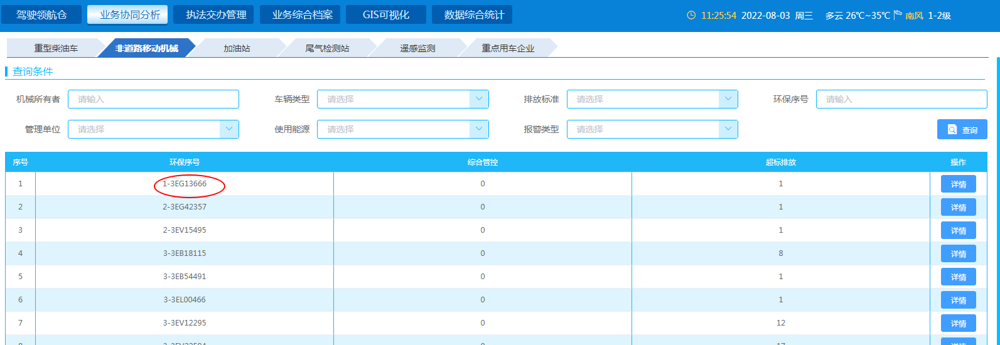 驾驶领航仓 业务协同分析 执法交办管理 业务综合档案 GIS可视化 数据综合统计 11:25:54 2022-08-03 周三 多云 26℃~35℃ 南风 1-2级
重型柴油车 非道路移动机械 加油站 尾气检测站 遥感监测 重点用车企业
查询条件
机械所有者 请输入 车辆类型 请选择 排放标准 请选择 环保序号 请输入
管理单位 请选择 使用能源 请选择 报警类型 请选择 查询
序号 环保序号 综合管控 超标排放 操作
1 1-3EG13666 0 1 详情
2 2-3EG42357 0 1 详情
3 2-3EV15495 0 1 详情
4 3-3EB18115 0 8 详情
5 3-3EB54491 0 1 详情
6 3-3EL00466 0 1 详情
7 3-3EV12295 0 12 详情